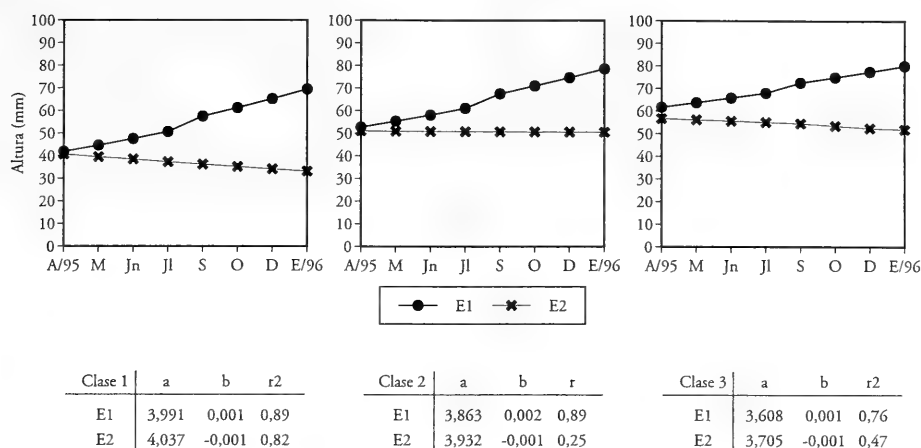 100 100 100
90 90 90
80 80 80
70 70 70
60 60 60
50 50 50
40 40 40
30 30 30
20 20 20
10 10 10
0 0 0
Altura (mm)
A/95 M Jn Jl S O D E/96 A/95 M Jn Jl S O D E/96 A/95 M Jn Jl S O D E/96
E1 E2
Clase 1 a b r2 Clase 2 a b r Clase 3 a b r2
E1 3,991 0,001 0,89 E1 3,863 0,002 0,89 E1 3,608 0,001 0,76
E2 4,037 -0,001 0,82 E2 3,932 -0,001 0,25 E2 3,705 -0,001 0,47